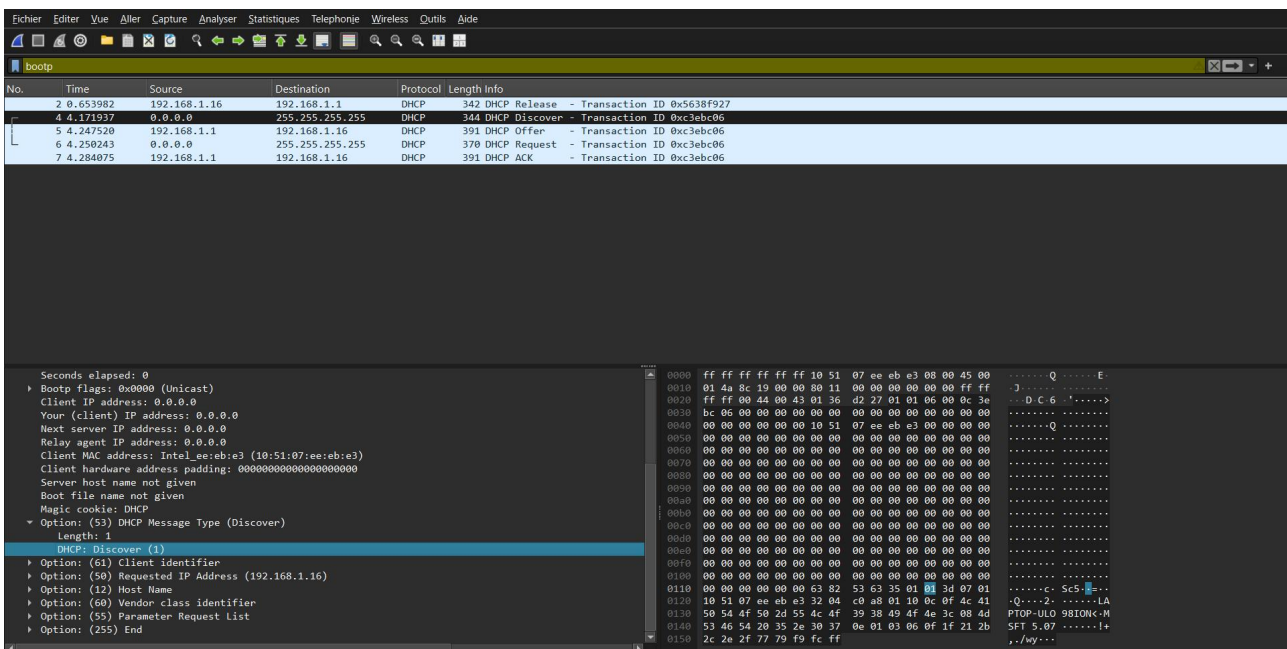 Fichier Editer Vue Aller Capture Analyser Statistiques Telephonie Wireless Outils Aide
bootp
No. Time Source Destination Protocol Length Info
2 0.653982 192.168.1.16 192.168.1.1 DHCP 342 DHCP Release - Transaction ID 0x5638f927
4 4.171937 0.0.0.0 255.255.255.255 DHCP 344 DHCP Discover - Transaction ID 0xc3ebc06
5 4.247520 192.168.1.1 192.168.1.16 DHCP 391 DHCP Offer - Transaction ID 0xc3ebc06
6 4.250243 0.0.0.0 255.255.255.255 DHCP 370 DHCP Request - Transaction ID 0xc3ebc06
7 4.284075 192.168.1.1 192.168.1.16 DHCP 391 DHCP ACK - Transaction ID 0xc3ebc06
Seconds elapsed: 0
Bootp flags: 0x0000 (Unicast)
Client IP address: 0.0.0.0
Your (client) IP address: 0.0.0.0
Next server IP address: 0.0.0.0
Relay agent IP address: 0.0.0.0
Client MAC address: Intel_ee:eb:e3 (10:51:07:ee:eb:e3)
Client hardware address padding: 00000000000000000000
Server host name not given
Boot file name not given
Magic cookie: DHCP
Option: (53) DHCP Message Type (Discover)
Length: 1
DHCP: Discover (1)
Option: (61) Client identifier
Option: (50) Requested IP Address (192.168.1.16)
Option: (12) Host Name
Option: (60) Vendor class identifier
Option: (55) Parameter Request List
Option: (255) End
0000 ff ff ff ff ff ff 10 51 07 ee eb e3 08 00 45 00 ·······Q ······E·
0010 01 4a 8c 19 00 00 80 11 00 00 00 00 00 00 ff ff ·J······ ········
0020 ff ff 00 44 00 43 01 36 d2 27 01 01 06 00 0c 3e ···D·C·6 ·'·····>
0030 bc 06 00 00 00 00 00 00 00 00 00 00 00 00 00 00 ········ ········
0040 00 00 00 00 00 00 10 51 07 ee eb e3 00 00 00 00 ·······Q ········
0050 00 00 00 00 00 00 00 00 00 00 00 00 00 00 00 00 ········ ········
0060 00 00 00 00 00 00 00 00 00 00 00 00 00 00 00 00 ········ ········
0070 00 00 00 00 00 00 00 00 00 00 00 00 00 00 00 00 ········ ········
0080 00 00 00 00 00 00 00 00 00 00 00 00 00 00 00 00 ········ ········
0090 00 00 00 00 00 00 00 00 00 00 00 00 00 00 00 00 ········ ········
00a0 00 00 00 00 00 00 00 00 00 00 00 00 00 00 00 00 ········ ········
00b0 00 00 00 00 00 00 00 00 00 00 00 00 00 00 00 00 ········ ········
00c0 00 00 00 00 00 00 00 00 00 00 00 00 00 00 00 00 ········ ········
00d0 00 00 00 00 00 00 00 00 00 00 00 00 00 00 00 00 ········ ········
00e0 00 00 00 00 00 00 00 00 00 00 00 00 00 00 00 00 ········ ········
00f0 00 00 00 00 00 00 00 00 00 00 00 00 00 00 00 00 ········ ········
0100 00 00 00 00 00 00 00 00 00 00 00 00 00 00 00 00 ········ ········
0110 00 00 00 00 00 00 63 82 53 63 35 01 01 3d 07 01 ······c· Sc5··=··
0120 10 51 07 ee eb e3 32 04 c0 a8 01 10 0c 0f 4c 41 ·Q····2· ······LA
0130 50 54 4f 50 2d 55 4c 4f 39 38 49 4f 4e 3c 08 4d PTOP-ULO 98ION<·M
0140 53 46 54 20 35 2e 30 37 0e 01 03 06 0f 1f 21 2b SFT 5.07 ······!+
0150 2c 2e 2f 77 79 f9 fc ff ,./wy···